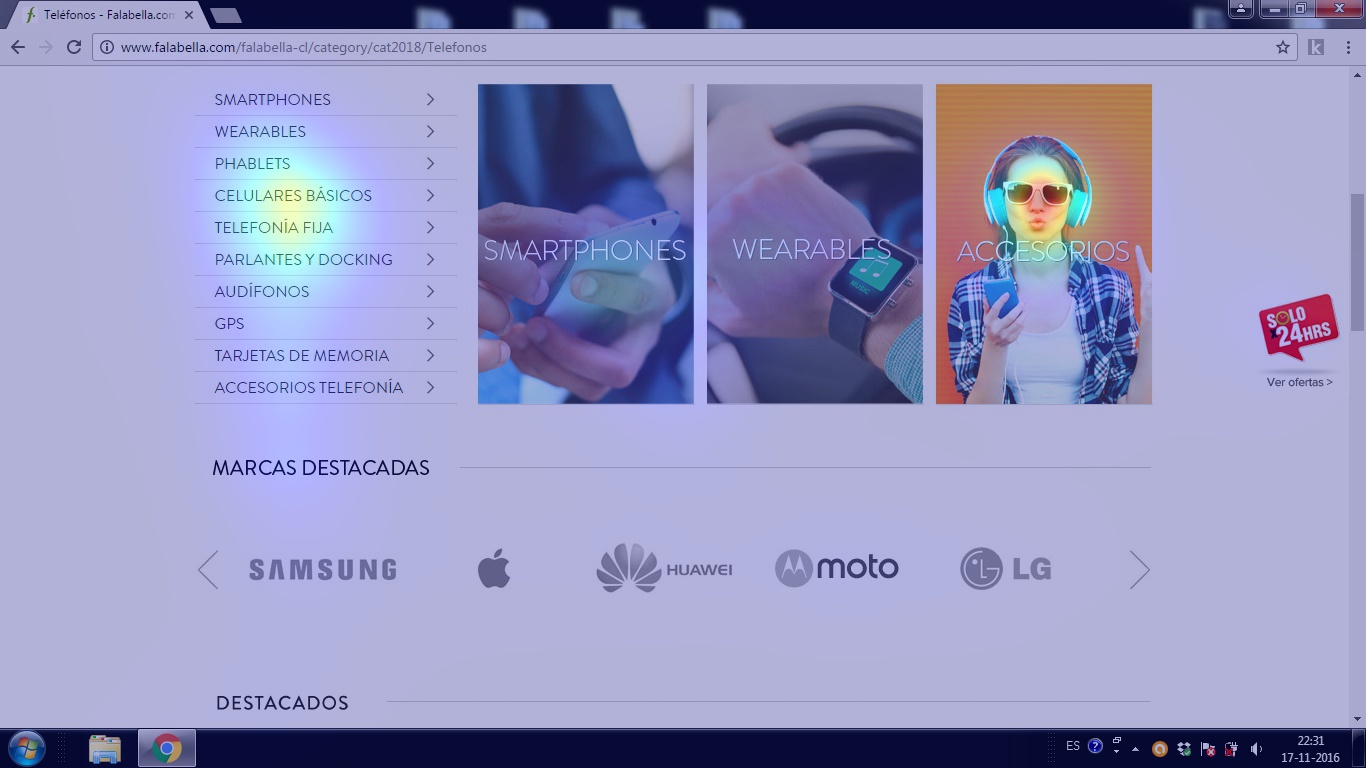 Teléfonos - Falabella.com
www.falabella.com/falabella-cl/category/cat2018/Telefonos
SMARTPHONES
WEARABLES
PHABLETS
CELULARES BÁSICOS
TELEFONÍA FIJA
PARLANTES Y DOCKING
AUDÍFONOS
GPS
TARJETAS DE MEMORIA
ACCESORIOS TELEFONÍA
SMARTPHONES
WEARABLES
MUSIC
ACCESORIOS
SOLO
24HRS
Ver ofertas >
MARCAS DESTACADAS
SAMSUNG
HUAWEI
moto
LG
DESTACADOS
ES
22:31
17-11-2016